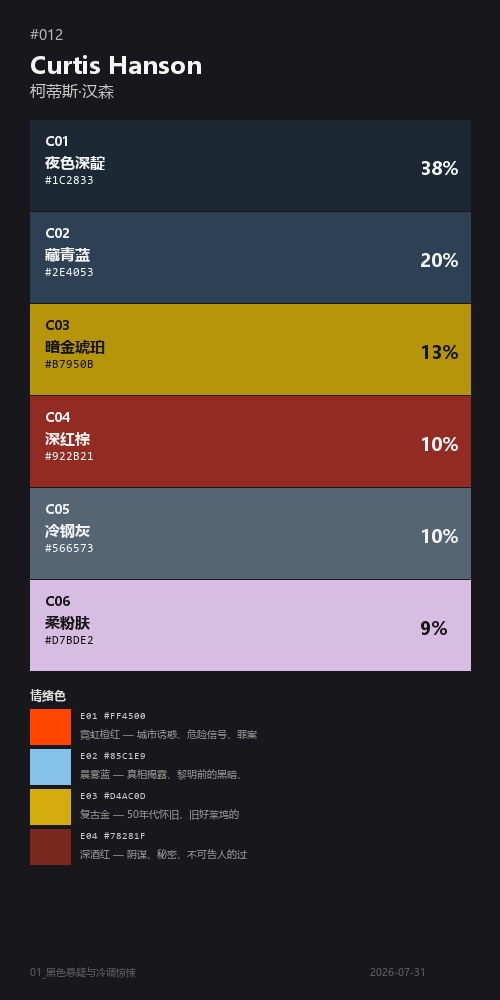 #012
Curtis Hanson
柯蒂斯·汉森
C01
夜色深靛
#1C2833
38%
C02
藏青蓝
#2E4053
20%
C03
暗金琥珀
#B7950B
13%
C04
深红棕
#922B21
10%
C05
冷钢灰
#566573
10%
C06
柔粉肤
#D7BDE2
9%
情绪色
E01 #FF4500
霓虹橙红 — 城市诱惑、危险信号、罪案
E02 #85C1E9
晨雾蓝 — 真相揭露、黎明前的黑暗、
E03 #D4AC0D
复古金 — 50年代怀旧、旧好莱坞的
E04 #78281F
深酒红 — 阴谋、秘密、不可告人的过
01_黑色悬疑与冷调惊悚
2026-07-31